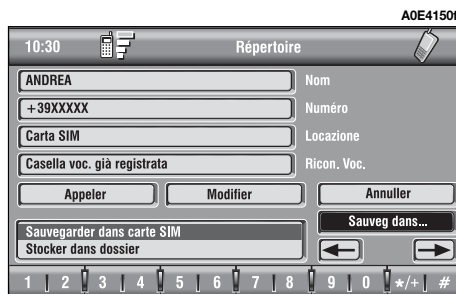 A0E4150f
10:30 Répertoire
ANDREA Nom
+39XXXXX Numéro
Carta SIM Locazione
Casella voc. già registrata Ricon. Voc.
Appeler Modifier Annuller
Sauveg dans...
Sauvegarder dans carte SIM
Stocker dans dossier
1 2 3 4 5 6 7 8 9 0 */+ #